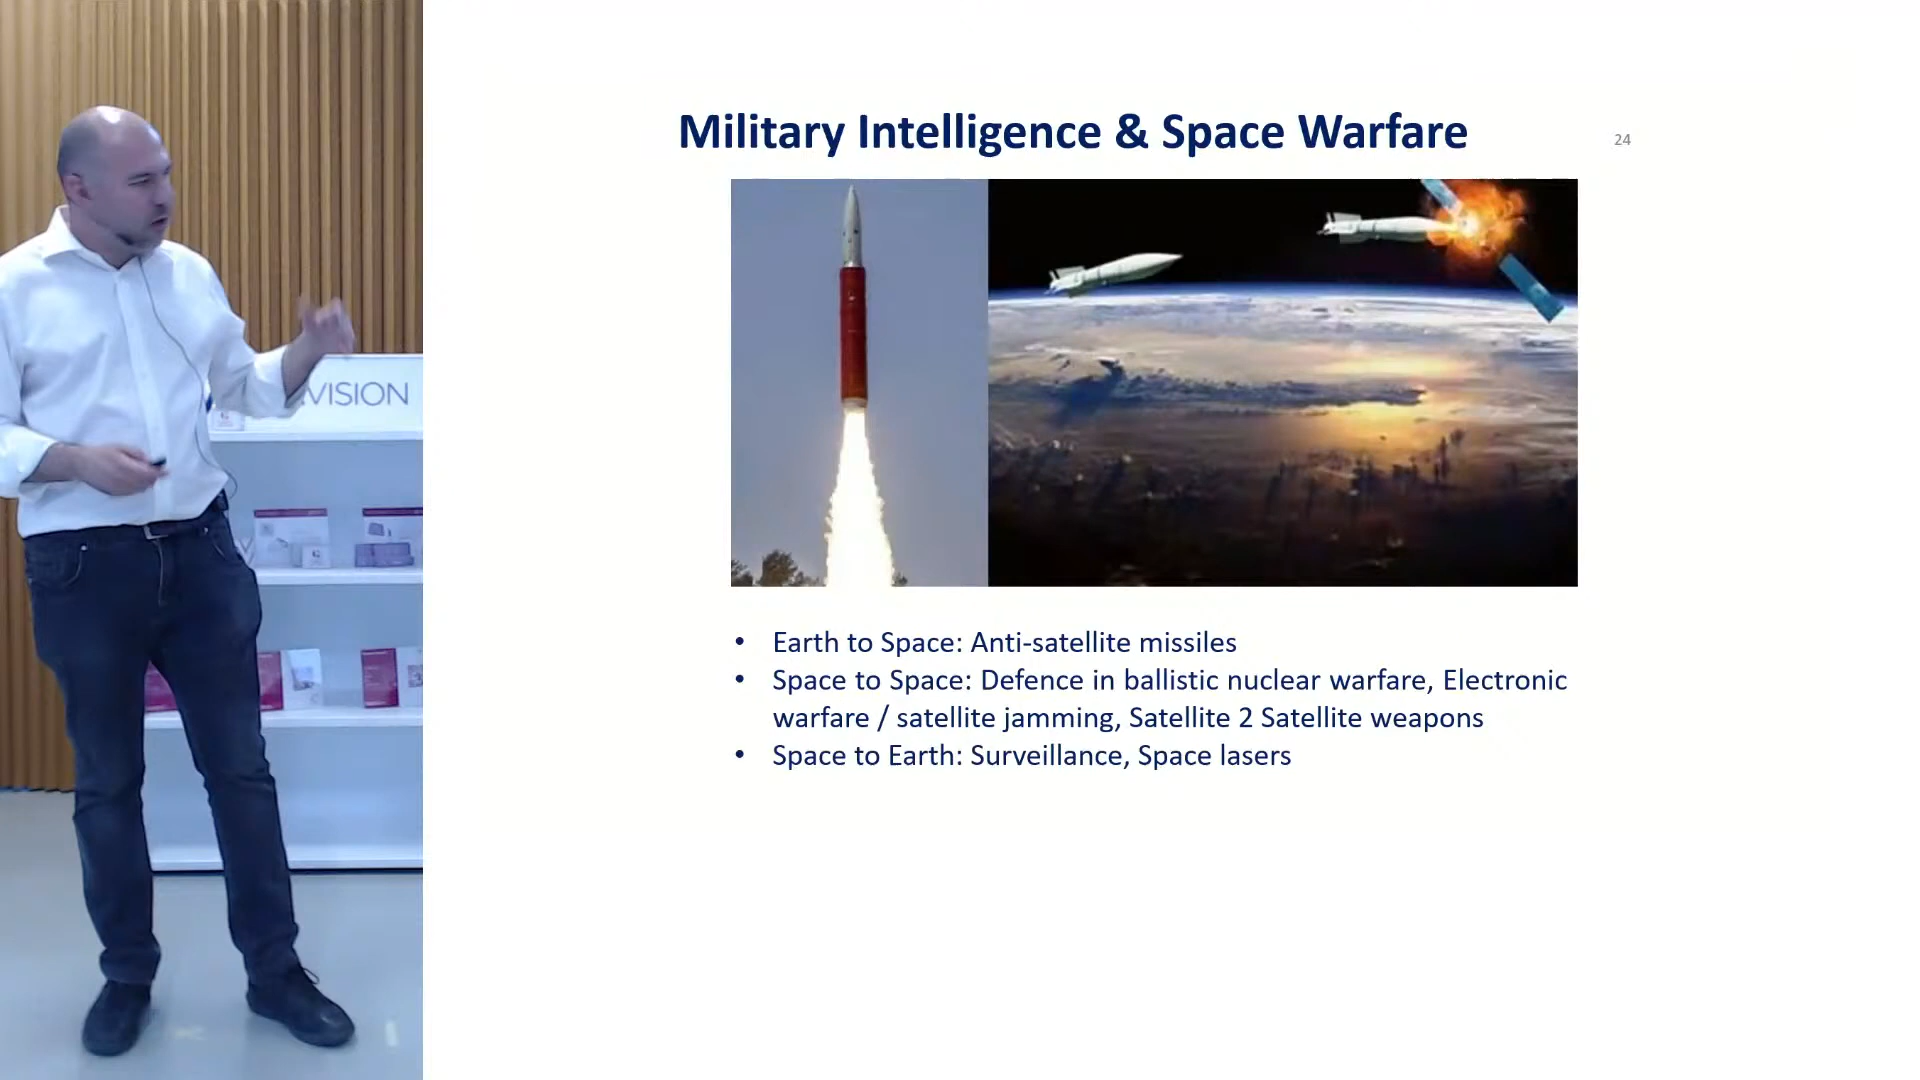 Military Intelligence & Space Warfare
24
VISION
• Earth to Space: Anti-satellite missiles
• Space to Space: Defence in ballistic nuclear warfare, Electronic
warfare / satellite jamming, Satellite 2 Satellite weapons
• Space to Earth: Surveillance, Space lasers